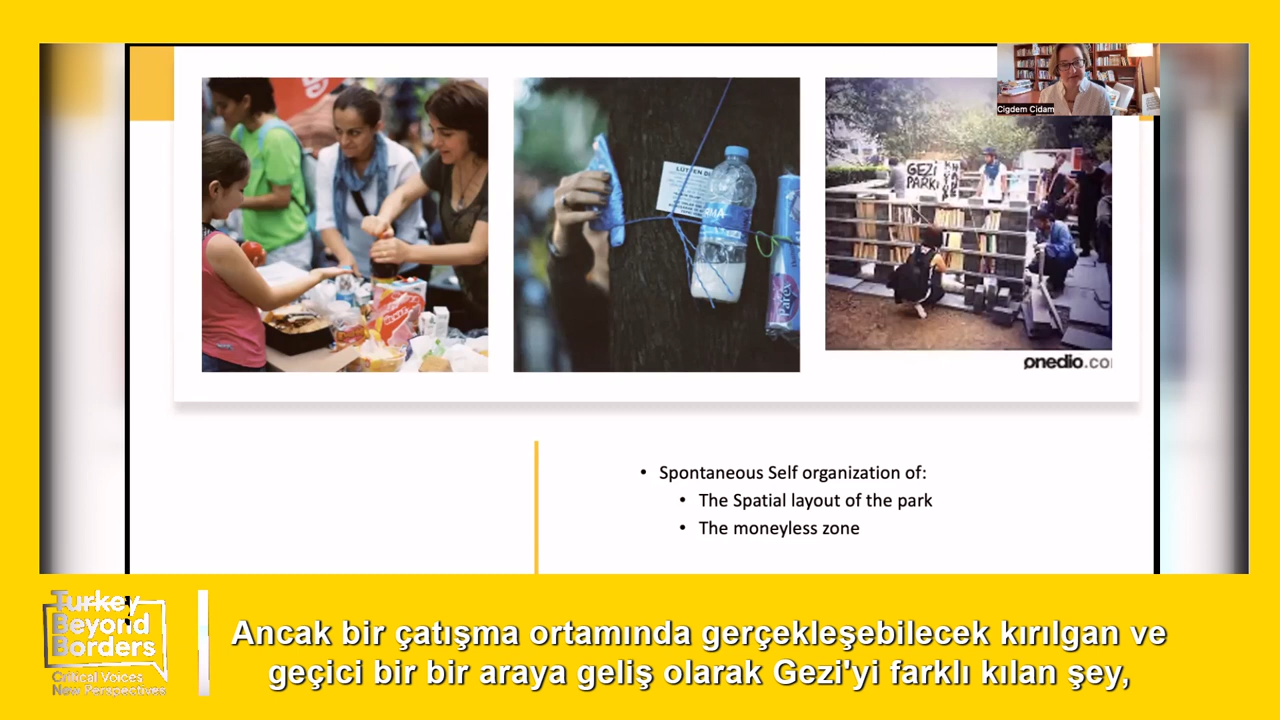 Cigdem Cidam
LÜTFEN
GEZİ
PARKI
Parex
onedio.co
• Spontaneous Self organization of:
• The Spatial layout of the park
• The moneyless zone
Turkey
Beyond
Borders
Critical Voices
New Perspectives
Ancak bir çatışma ortamında gerçekleşebilecek kırılgan ve
geçici bir bir araya geliş olarak Gezi'yi farklı kılan şey,